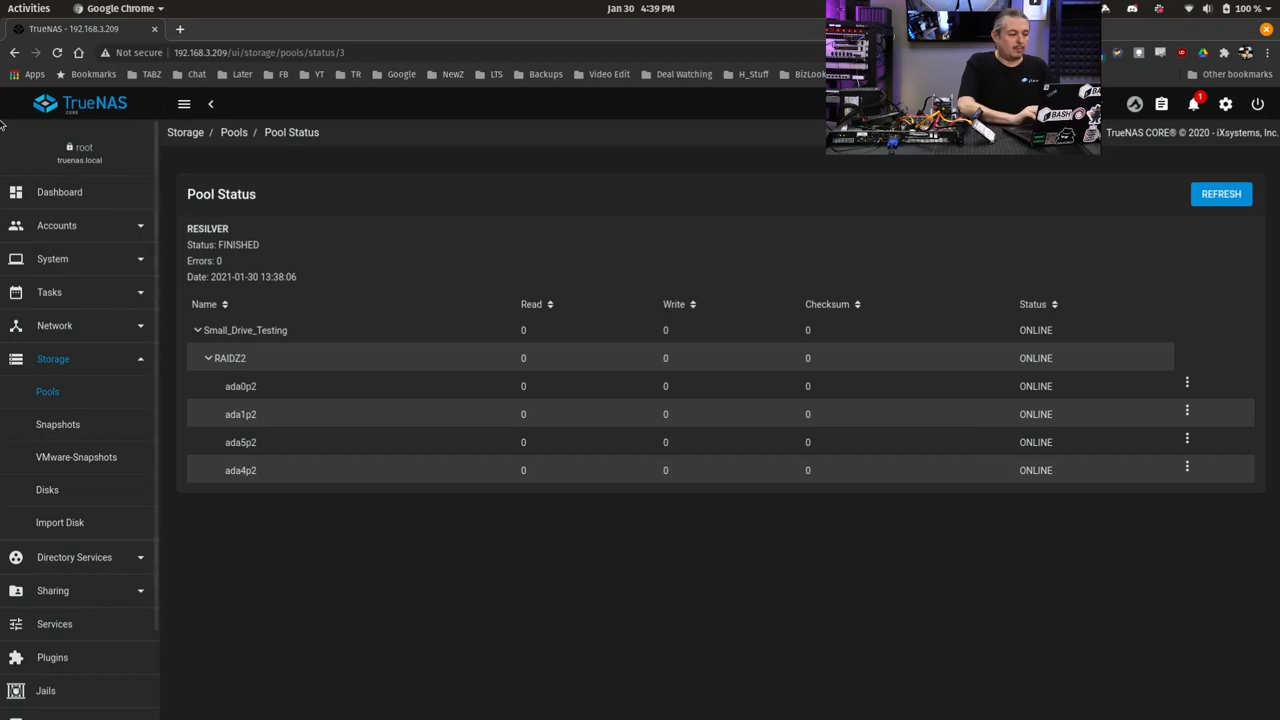 Activities
Google Chrome
Jan 30 4:39 PM
100 %
TrueNAS - 192.168.3.209
Not secure
192.168.3.209/ui/storage/pools/status/3
Apps
Bookmarks
TABZ
Chat
Later
FB
YT
TR
Google
NewZ
LTS
Backups
Video Edit
Deal Watching
H_Stuff
BizLook
Other bookmarks
TrueNAS
CORE
1
Storage / Pools / Pool Status
TrueNAS CORE® © 2020 - iXsystems, Inc.
BASH
root
truenas.local
Dashboard
Accounts
System
Tasks
Network
Storage
Pools
Snapshots
VMware-Snapshots
Disks
Import Disk
Directory Services
Sharing
Services
Plugins
Jails
Pool Status
REFRESH
RESILVER
Status: FINISHED
Errors: 0
Date: 2021-01-30 13:38:06
Name Read Write Checksum Status
Small_Drive_Testing 0 0 0 ONLINE
RAIDZ2 0 0 0 ONLINE
ada0p2 0 0 0 ONLINE
ada1p2 0 0 0 ONLINE
ada5p2 0 0 0 ONLINE
ada4p2 0 0 0 ONLINE